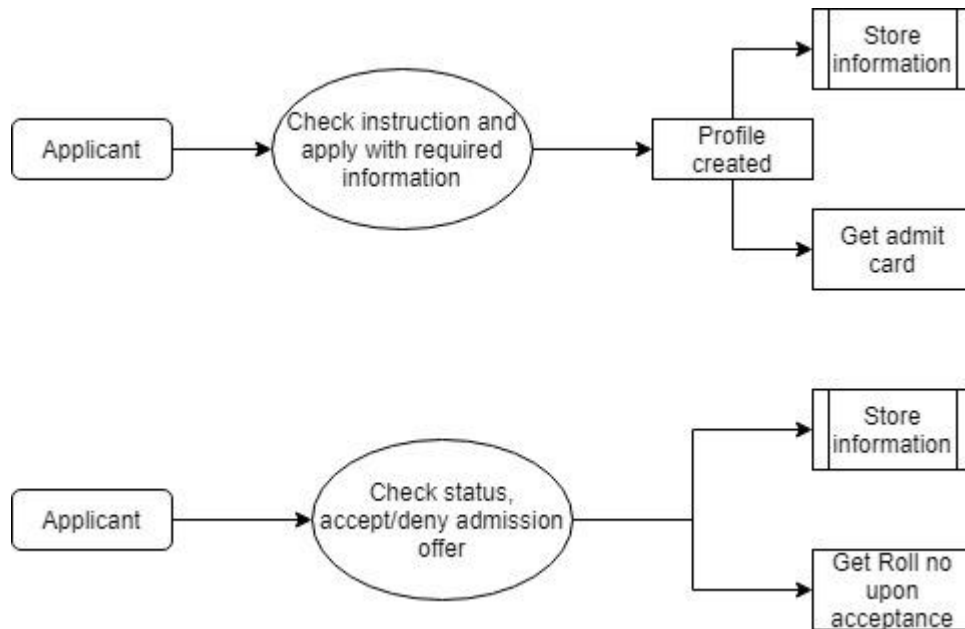 Store
information
Applicant
Check instruction and
apply with required
information
Profile
created
Get admit
card
Store
information
Applicant
Check status,
accept/deny admission
offer
Get Roll no
upon
acceptance